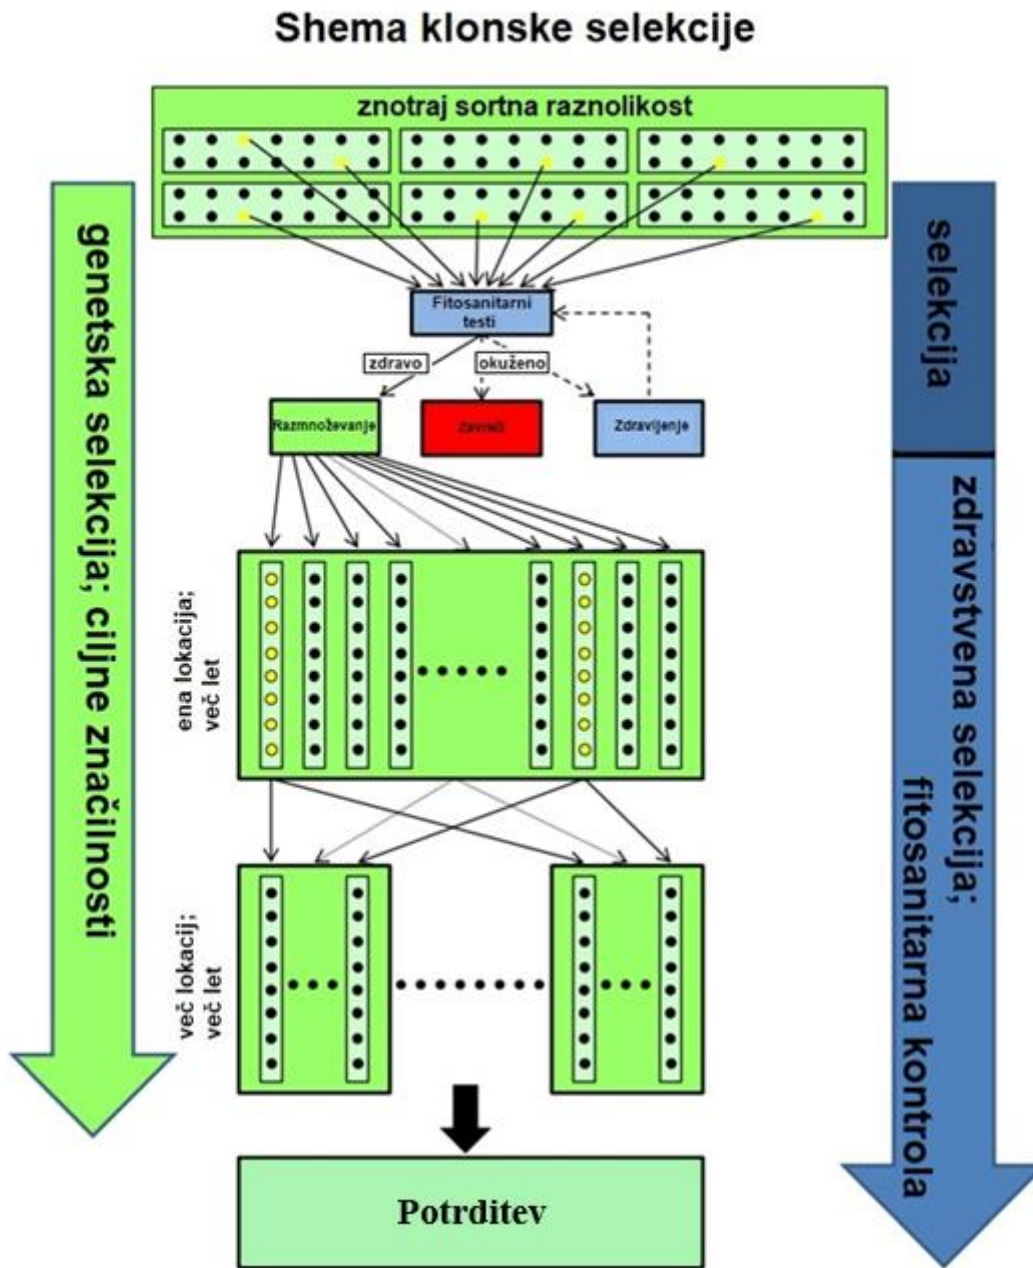 Shema klonske selekcije
znotraj sortna raznolikost
genetska selekcija; ciljne značilnosti
selekcija
zdravstvena selekcija;
fitosanitarna kontrola
Fitosanitarni
testi
zdravo
okuženo
Razmnoževanje
Zavreči
Zdravljenje
ena lokacija;
več let
več lokacij;
več let
Potrditev